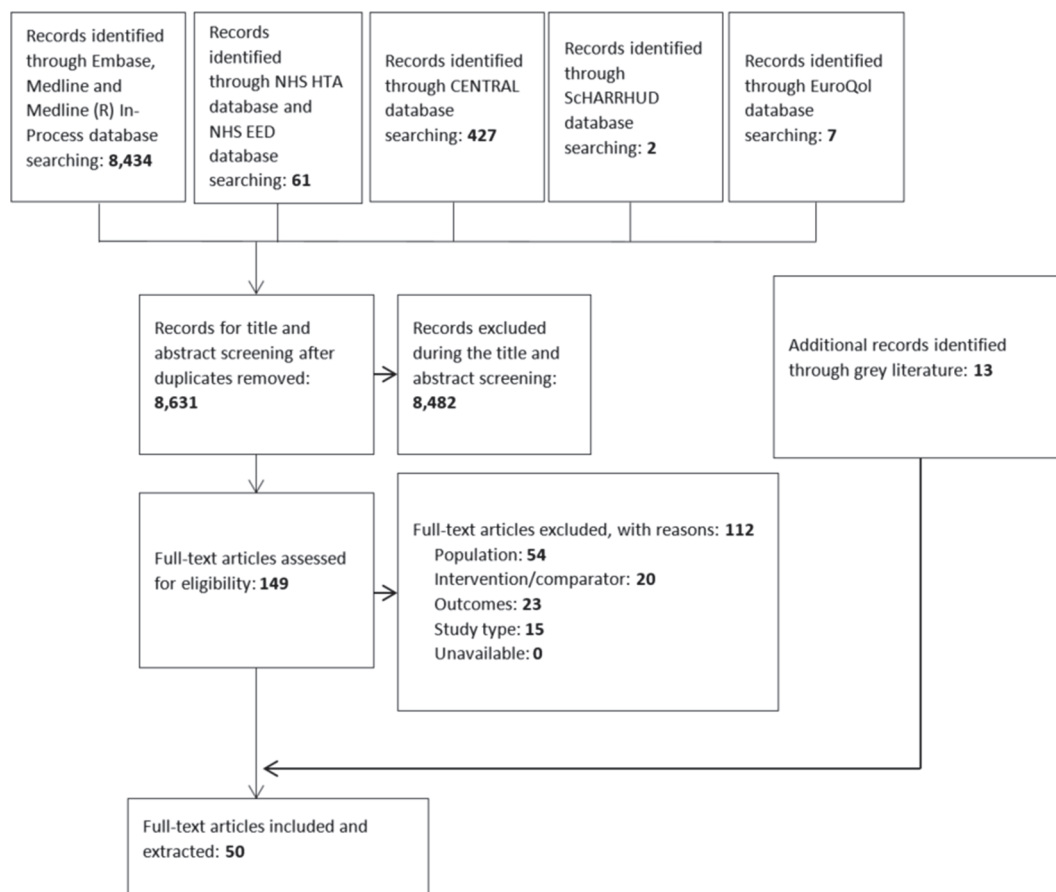 Records identified
through Embase,
Medline and
Medline (R) In-
Process database
searching: 8,434
Records
identified
through NHS HTA
database and
NHS EED
database
searching: 61
Records identified
through CENTRAL
database
searching: 427
Records identified
through
ScHARRHUD
database
searching: 2
Records identified
through EuroQol
database
searching: 7
Records for title and
abstract screening after
duplicates removed:
8,631
Records excluded
during the title and
abstract screening:
8,482
Additional records identified
through grey literature: 13
Full-text articles assessed
for eligibility: 149
Full-text articles excluded, with reasons: 112
Population: 54
Intervention/comparator: 20
Outcomes: 23
Study type: 15
Unavailable: 0
Full-text articles included and
extracted: 50